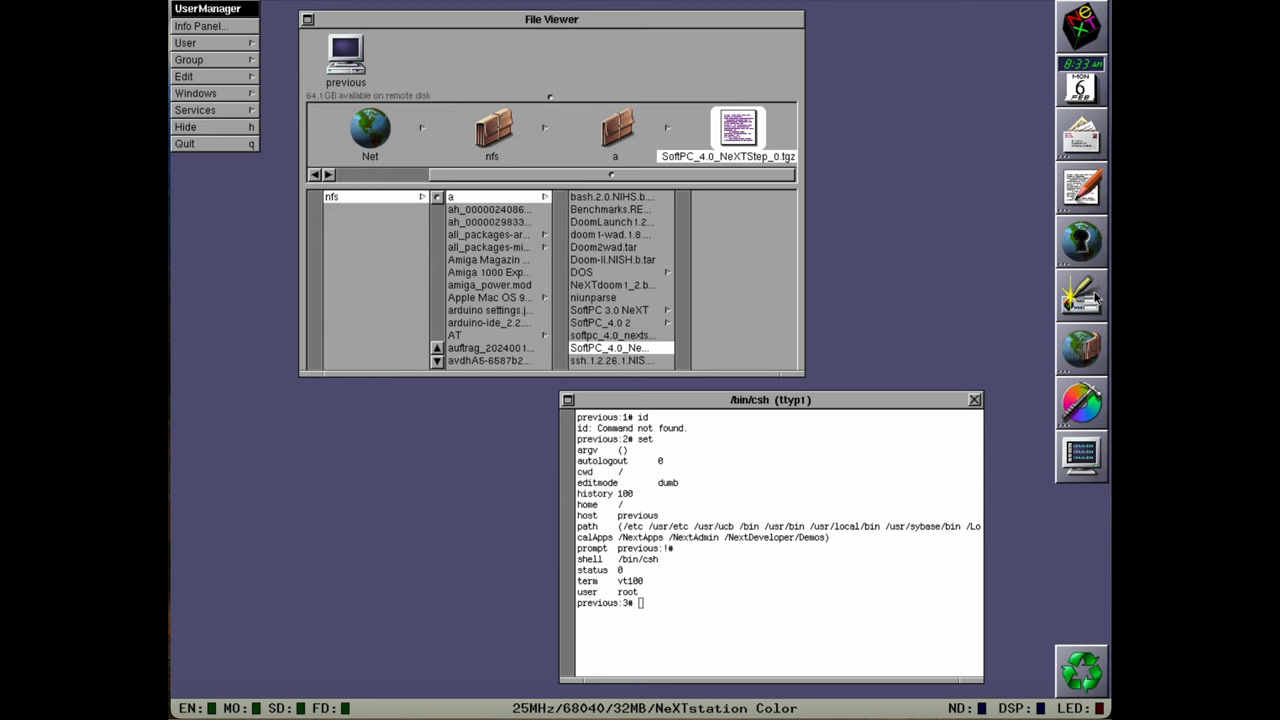 UserManager
Info Panel...
User
Group
Edit
Windows
Services
Hide h
Quit q
File Viewer
previous
64.1GB available on remote disk
Net
nfs
a
SoftPC_4.0_NeXTStep_0.tgz
nfs
a
ah_0000024086...
ah_0000029833...
all_packages-ar...
all_packages-mi...
Amiga Magazin ...
Amiga 1000 Exp...
amiga_power.mod
Apple Mac OS 9...
arduino settings.j...
arduino-ide_2.2....
AT
auftrag_2024001...
avdhA5-6587b2...
bash.2.0.NIHS.b....
Benchmarks.RE...
DoomLaunch1.2...
doom1-wad.1.8....
Doom2wad.tar
Doom-II.NISH.b.tar
DOS
NeXTdoom1_2.b...
niunparse
SoftPC 3.0 NeXT
SoftPC_4.0 2
softpc_4.0_nexts...
SoftPC_4.0_Ne...
ssh.1.2.26.1.NIS....
/bin/csh (ttyp1)
previous:1# id
id: Command not found.
previous:2# set
argv ()
autologout 0
cwd /
editmode dumb
history 100
home /
host previous
path (/etc /usr/etc /usr/ucb /bin /usr/bin /usr/local/bin /usr/sybase/bin /Lo
calApps /NextApps /NextAdmin /NextDeveloper/Demos)
prompt previous:!#
shell /bin/csh
status 0
term vt100
user root
previous:3#
NeXT
8:33 AM
MON
6
FEB
EN: MO: SD: FD: 25MHz/68040/32MB/NeXTstation Color ND: DSP: LED: